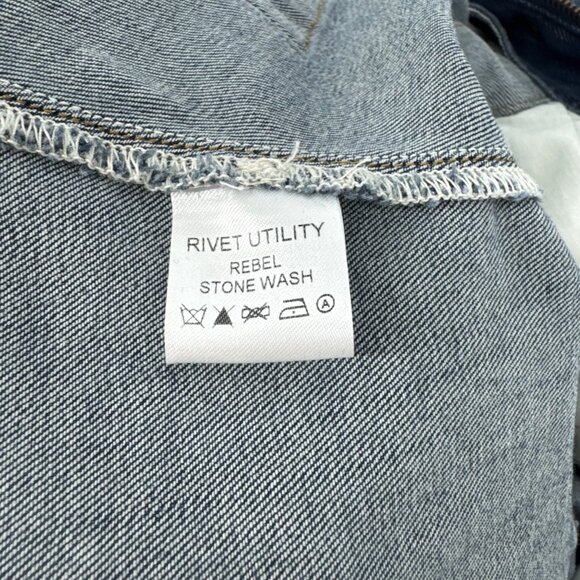 RIVET UTILITY
REBEL
STONE WASH
A